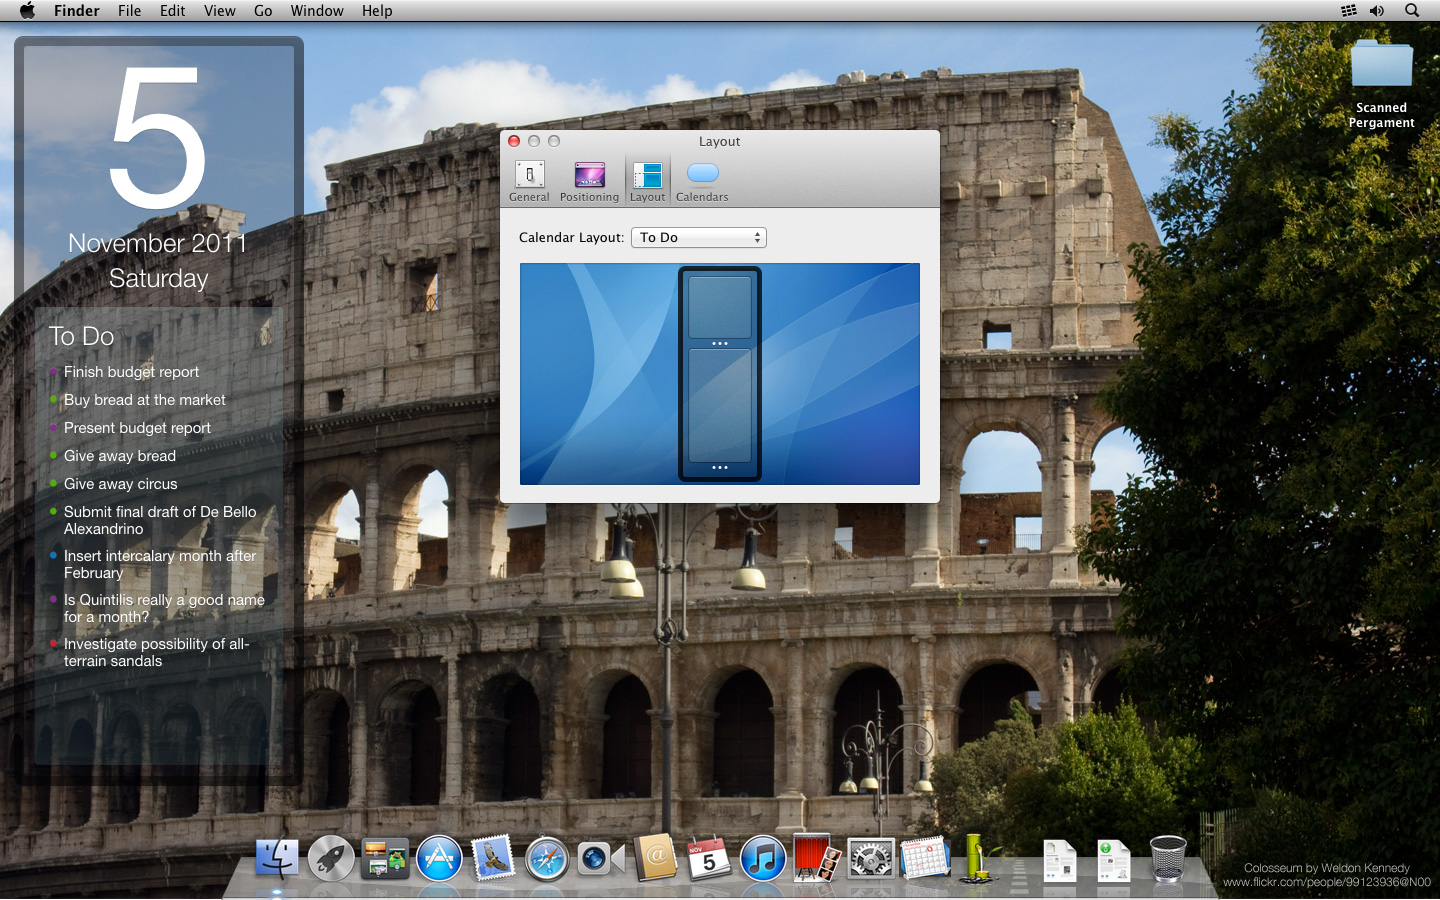 Finder File Edit View Go Window Help
5
November 2011
Saturday
To Do
Finish budget report
Buy bread at the market
Present budget report
Give away bread
Give away circus
Submit final draft of De Bello
Alexandrino
Insert intercalary month after
February
Is Quintilis really a good name
for a month?
Investigate possibility of all-
terrain sandals
Layout
General Positioning Layout Calendars
Calendar Layout: To Do
Scanned
Pergament
NOV
5
Colosseum by Weldon Kennedy
www.flickr.com/people/99123936@N00